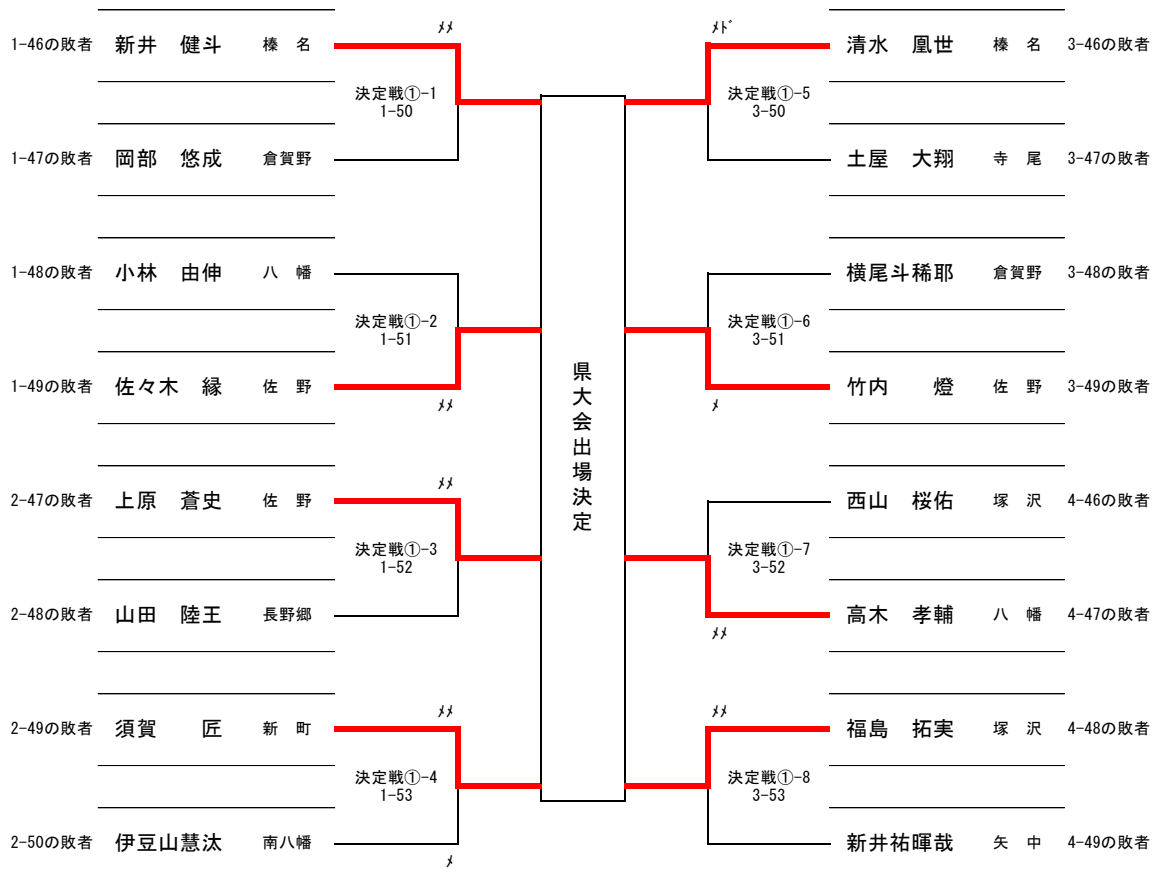 ﾒﾒ
1-46の敗者 新井 健斗 榛 名
決定戦①-1
1-50
1-47の敗者 岡部 悠成 倉賀野
1-48の敗者 小林 由伸 八 幡
決定戦①-2
1-51
1-49の敗者 佐々木 縁 佐 野
ﾒﾒ
ﾒﾒ
2-47の敗者 上原 蒼史 佐 野
決定戦①-3
1-52
2-48の敗者 山田 陸王 長野郷
ﾒﾒ
2-49の敗者 須賀 匠 新 町
決定戦①-4
1-53
2-50の敗者 伊豆山慧汰 南八幡
ﾒ
県大会出場決定
ﾒﾄﾞ
清水 凰世 榛 名 3-46の敗者
決定戦①-5
3-50
土屋 大翔 寺 尾 3-47の敗者
横尾斗稀耶 倉賀野 3-48の敗者
決定戦①-6
3-51
竹内 燈 佐 野 3-49の敗者
ﾒ
西山 桜佑 塚 沢 4-46の敗者
決定戦①-7
3-52
高木 孝輔 八 幡 4-47の敗者
ﾒﾒ
ﾒﾒ
福島 拓実 塚 沢 4-48の敗者
決定戦①-8
3-53
新井祐暉哉 矢 中 4-49の敗者